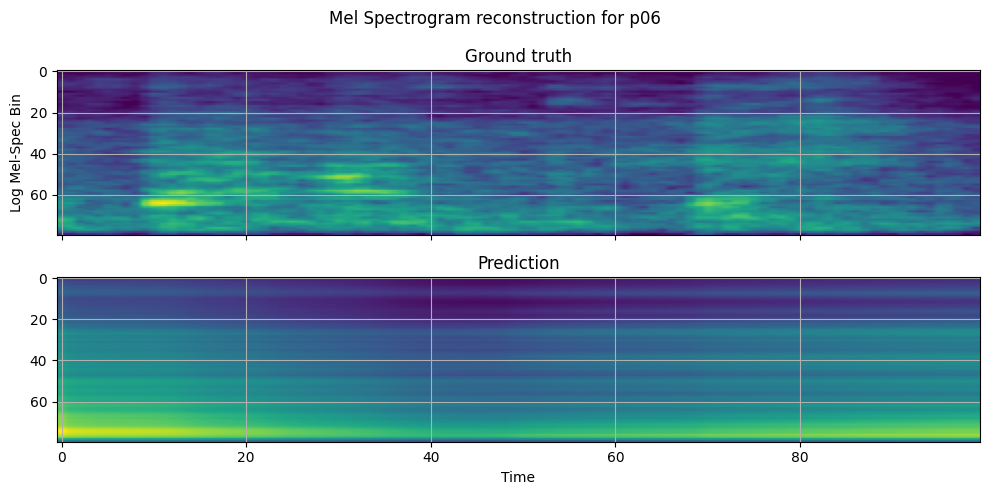 Mel Spectrogram reconstruction for p06
Ground truth
Log Mel-Spec Bin
0
20
40
60
Prediction
0
20
40
60
0 20 40 60 80
Time